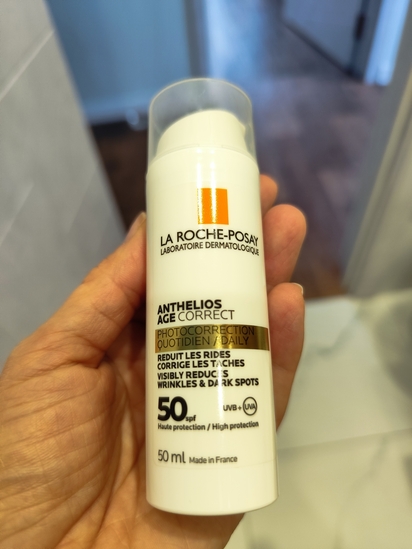 LA ROCHE-POSAY
LABORATOIRE DERMATOLOGIQUE
ANTHELIOS
AGE CORRECT
PHOTOCORRECTION
QUOTIDIEN / DAILY
REDUIT LES RIDES
CORRIGE LES TACHES
VISIBLY REDUCES
WRINKLES & DARK SPOTS
50 spf UVB+ UVA
Haute protection / High protection
50 ml Made in France